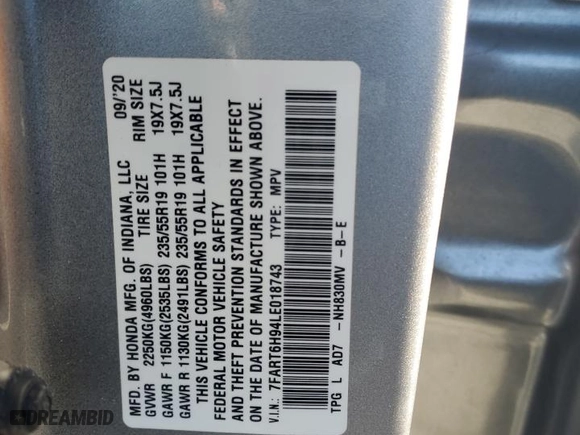 MFD. BY HONDA MFG. OF INDIANA, LLC 09/'20
GVWR 2250KG(4960LBS) TIRE SIZE RIM SIZE
GAWR F 1150KG(2535LBS) 235/55R19 101H 19X7.5J
GAWR R 1130KG(2491LBS) 235/55R19 101H 19X7.5J
THIS VEHICLE CONFORMS TO ALL APPLICABLE
FEDERAL MOTOR VEHICLE SAFETY
AND THEFT PREVENTION STANDARDS IN EFFECT
ON THE DATE OF MANUFACTURE SHOWN ABOVE.
V.I.N.: 7FART6H94LE018743 TYPE: MPV
TPG L AD7 -NH830MV -B-E
DREAMBID